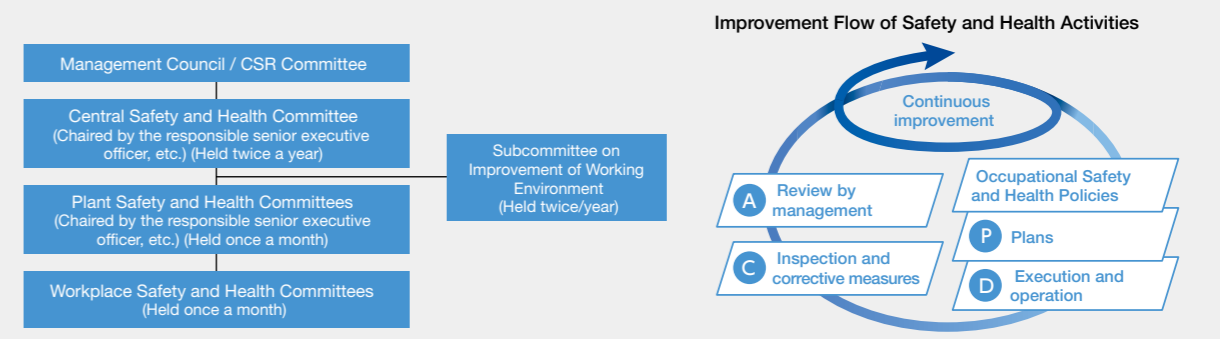 Management Council / CSR Committee
Central Safety and Health Committee
(Chaired by the responsible senior executive
officer, etc.) (Held twice a year)
Subcommittee on
Improvement of Working
Environment
(Held twice/year)
Plant Safety and Health Committees
(Chaired by the responsible senior executive
officer, etc.) (Held once a month)
Workplace Safety and Health Committees
(Held once a month)
Improvement Flow of Safety and Health Activities
Continuous
improvement
Occupational Safety
and Health Policies
P Plans
D Execution and
operation
C Inspection and
corrective measures
A Review by
management